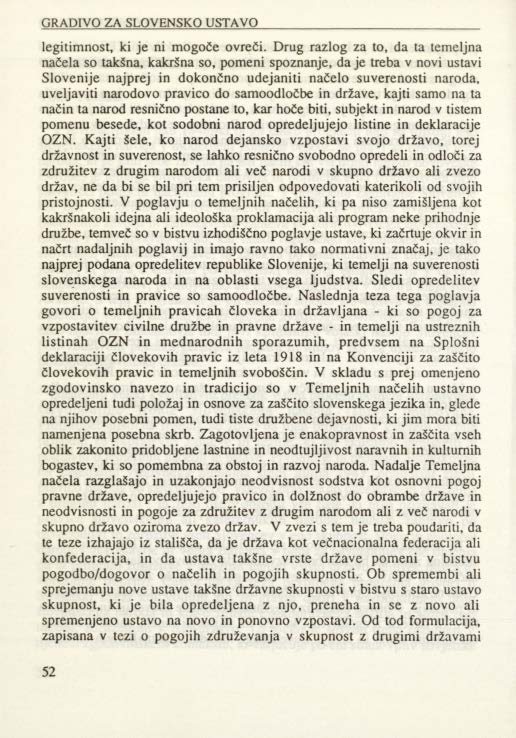 GRADIVO ZA SLOVENSKO USTAVO
legitimnost, ki je ni mogoče ovreči. Drug razlog za to, da ta temeljna
načela so takšna, kakršna so, pomeni spoznanje, da je treba v novi ustavi
Slovenije najprej in dokončno udejaniti načelo suverenosti naroda,
uveljaviti narodovo pravico do samoodločbe in države, kajti samo na ta
način ta narod resnično postane to, kar hoče biti, subjekt in narod v tistem
pomenu besede, kot sodobni narod opredeljujejo listine in deklaracije
OZN. Kajti šele, ko narod dejansko vzpostavi svojo državo, torej
državnost in suverenost, se lahko resnično svobodno opredeli in odloči za
združitev z drugim narodom ali več narodi v skupno državo ali zvezo
držav, ne da bi se bil pri tem prisiljen odpovedovati katerikoli od svojih
pristojnosti. V poglavju o temeljnih načelih, ki pa niso zamišljena kot
kakršnakoli idejna ali ideološka proklamacija ali program neke prihodnje
družbe, temveč so v bistvu izhodiščno poglavje ustave, ki začrtuje okvir in
načrt nadaljnih poglavij in imajo ravno tako normativni značaj, je tako
najprej podana opredelitev republike Slovenije, ki temelji na suverenosti
slovenskega naroda in na oblasti vsega ljudstva. Sledi opredelitev
suverenosti in pravice so samoodločbe. Naslednja teza tega poglavja
govori o temeljnih pravicah človeka in državljana - ki so pogoj za
vzpostavitev civilne družbe in pravne države - in temelji na ustreznih
listinah OZN in mednarodnih sporazumih, predvsem na Splošni
deklaraciji človekovih pravic iz leta 1918 in na Konvenciji za zaščito
človekovih pravic in temeljnih svoboščin. V skladu s prej omenjeno
zgodovinsko navezo in tradicijo so v Temeljnih načelih ustavno
opredeljeni tudi položaj in osnove za zaščito slovenskega jezika in, glede
na njihov posebni pomen, tudi tiste družbene dejavnosti, ki jim mora biti
namenjena posebna skrb. Zagotovljena je enakopravnost in zaščita vseh
oblik zakonito pridobljene lastnine in neodtujljivost naravnih in kulturnih
bogastev, ki so pomembna za obstoj in razvoj naroda. Nadalje Temeljna
načela razglašajo in uzakonjajo neodvisnost sodstva kot osnovni pogoj
pravne države, opredeljujejo pravico in dolžnost do obrambe države in
neodvisnosti in pogoje za združitev z drugim narodom ali z več narodi v
skupno državo oziroma zvezo držav. V zvezi s tem je treba poudariti, da
te teze izhajajo iz stališča, da je država kot večnacionalna federacija ali
konfederacija, in da ustava takšne vrste države pomeni v bistvu
pogodbo/dogovor o načelih in pogojih skupnosti. Ob spremembi ali
sprejemanju nove ustave takšne državne skupnosti v bistvu s staro ustavo
skupnost, ki je bila opredeljena z njo, preneha in se z novo ali
spremenjeno ustavo na novo in ponovno vzpostavi. Od tod formulacija,
zapisana v tezi o pogojih združevanja v skupnost z drugimi državami
52